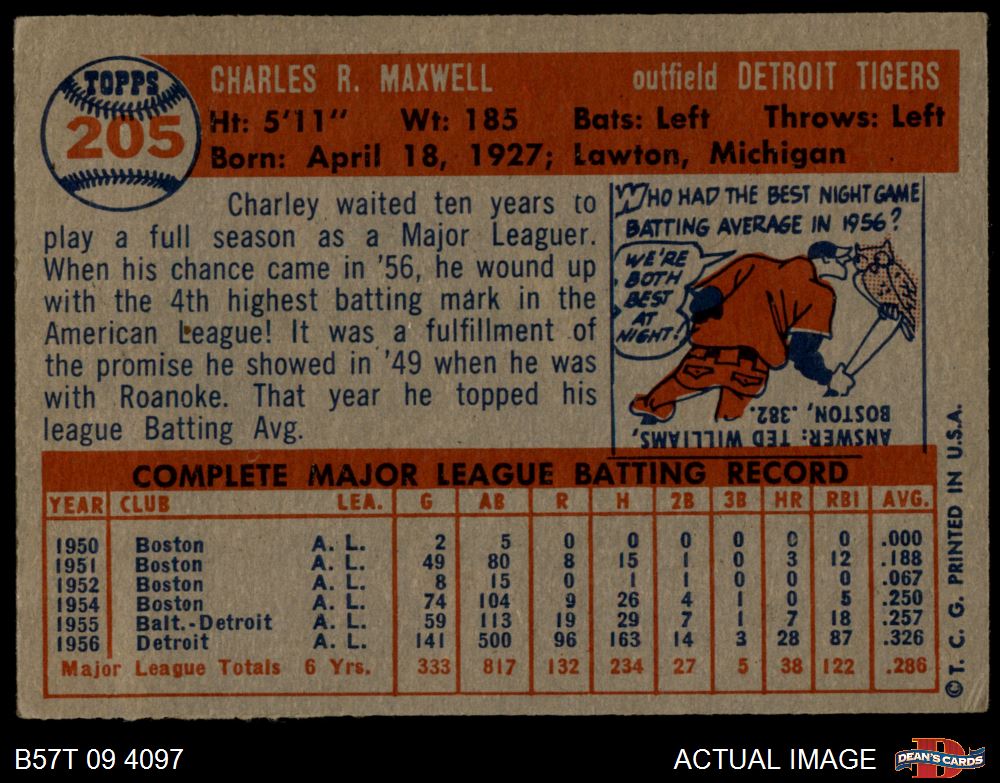 TOPPS
205
CHARLES R. MAXWELL outfield DETROIT TIGERS
Ht: 5'11" Wt: 185 Bats: Left Throws: Left
Born: April 18, 1927; Lawton, Michigan
Charley waited ten years to
play a full season as a Major Leaguer.
When his chance came in '56, he wound up
with the 4th highest batting mark in the
American League! It was a fulfillment of
the promise he showed in '49 when he was
with Roanoke. That year he topped his
league Batting Avg.
WHO HAD THE BEST NIGHT GAME
BATTING AVERAGE IN 1956?
WE'RE
BOTH
BEST
AT
NIGHT!
ANSWER: TED WILLIAMS,
BOSTON, .382.
COMPLETE MAJOR LEAGUE BATTING RECORD
YEAR CLUB LEA. G AB R H 2B 3B HR RBI AVG.
1950 Boston A. L. 2 5 0 0 0 0 0 0 .000
1951 Boston A. L. 49 80 8 15 1 0 3 12 .188
1952 Boston A. L. 8 15 0 1 1 0 0 0 .067
1954 Boston A. L. 74 104 9 26 4 1 0 5 .250
1955 Balt.-Detroit A. L. 59 113 19 29 7 1 7 18 .257
1956 Detroit A. L. 141 500 96 163 14 3 28 87 .326
Major League Totals 6 Yrs. 333 817 132 234 27 5 38 122 .286
©T. C. G. PRINTED IN U.S.A.
B57T 09 4097
ACTUAL IMAGE
D
DEAN'S CARDS